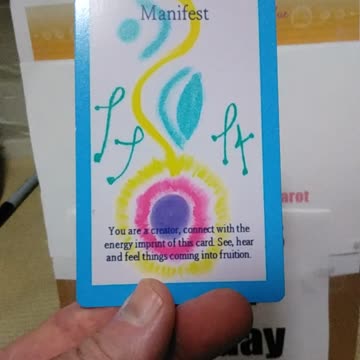 Manifest
You are a creator, connect with the
energy imprint of this card. See, hear
and feel things coming into fruition.
arot
ay